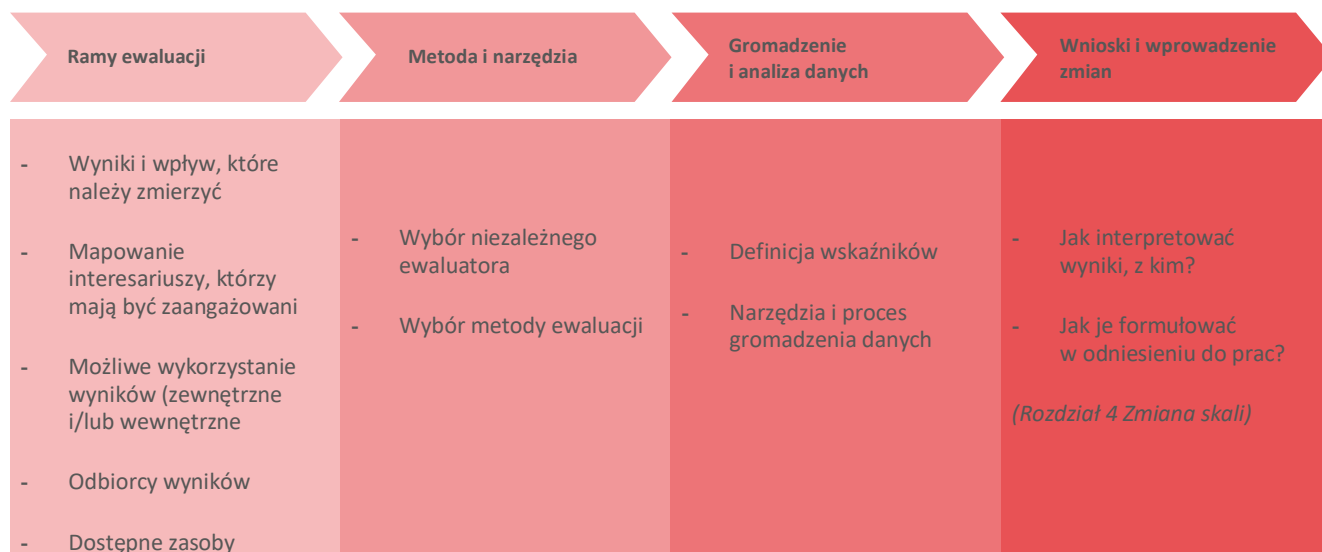 Ramy ewaluacji
Metoda i narzędzia
Gromadzenie
i analiza danych
Wnioski i wprowadzenie
zmian
- Wyniki i wpływ, które
należy zmierzyć
- Mapowanie
interesariuszy, którzy
mają być zaangażowani
- Możliwe wykorzystanie
wyników (zewnętrzne
i/lub wewnętrzne
- Odbiorcy wyników
- Dostępne zasoby
- Wybór niezależnego
ewaluatora
- Wybór metody ewaluacji
- Definicja wskaźników
- Narzędzia i proces
gromadzenia danych
- Jak interpretować
wyniki, z kim?
- Jak je formułować
w odniesieniu do prac?
(Rozdział 4 Zmiana skali)